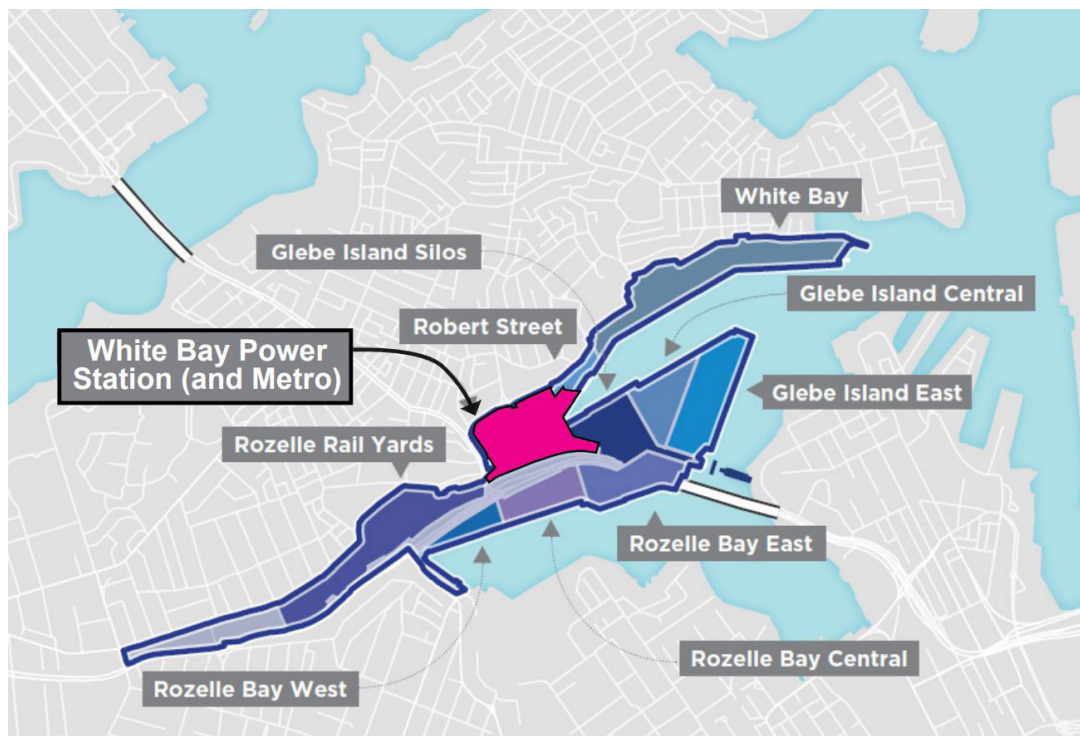 White Bay
Glebe Island Silos
Glebe Island Central
Robert Street
White Bay Power
Station (and Metro)
Glebe Island East
Rozelle Rail Yards
Rozelle Bay East
Rozelle Bay Central
Rozelle Bay West